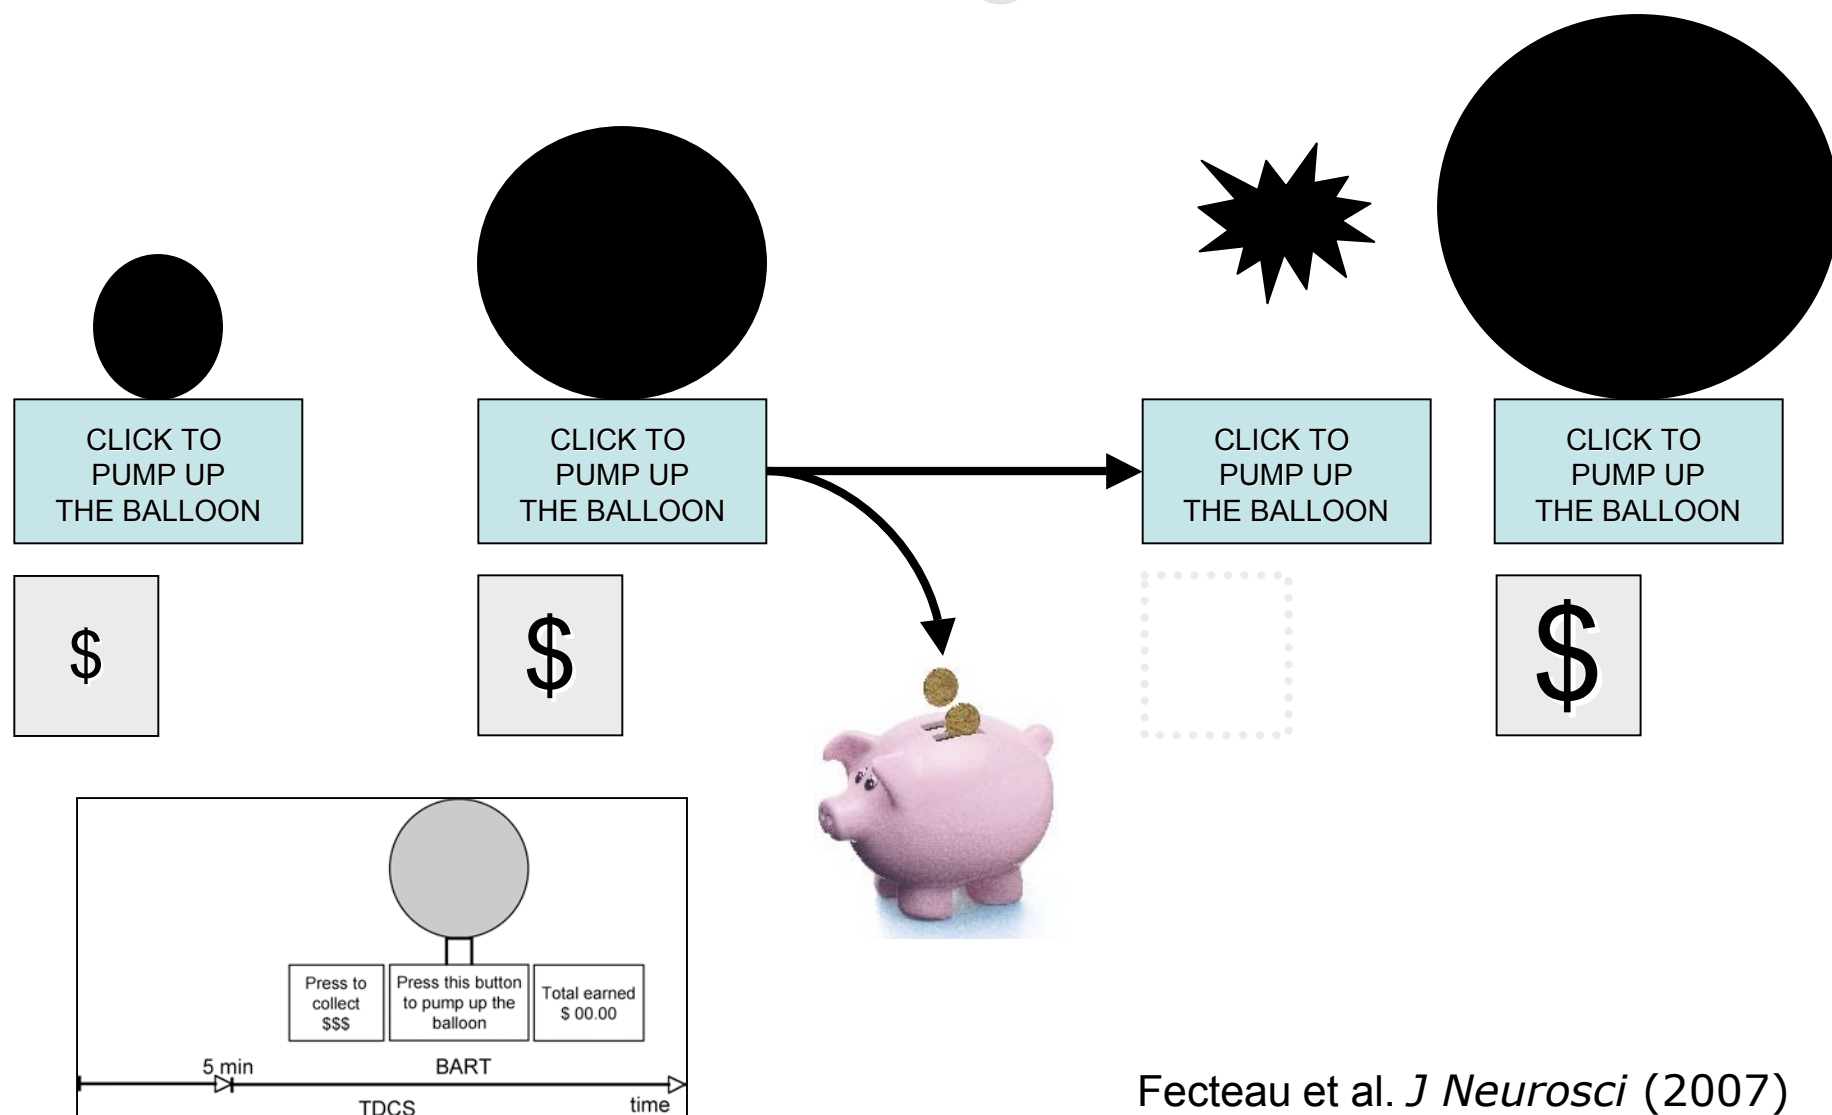 CLICK TO
PUMP UP
THE BALLOON
CLICK TO
PUMP UP
THE BALLOON
CLICK TO
PUMP UP
THE BALLOON
CLICK TO
PUMP UP
THE BALLOON
$
$
$
Press to
collect
$$$
Press this button
to pump up the
balloon
Total earned
$ 00.00
5 min
BART
TDCS
time
Fecteau et al. J Neurosci (2007)